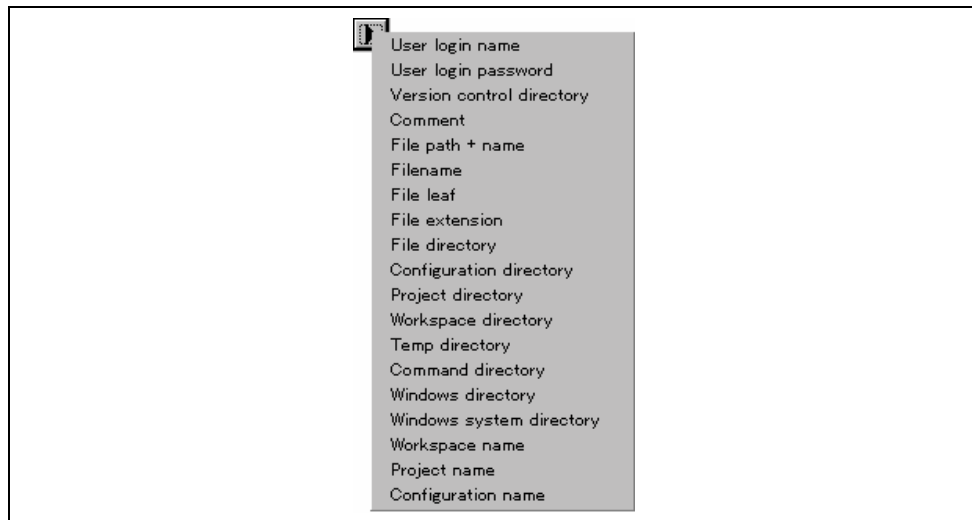 User login name
User login password
Version control directory
Comment
File path + name
Filename
File leaf
File extension
File directory
Configuration directory
Project directory
Workspace directory
Temp directory
Command directory
Windows directory
Windows system directory
Workspace name
Project name
Configuration name